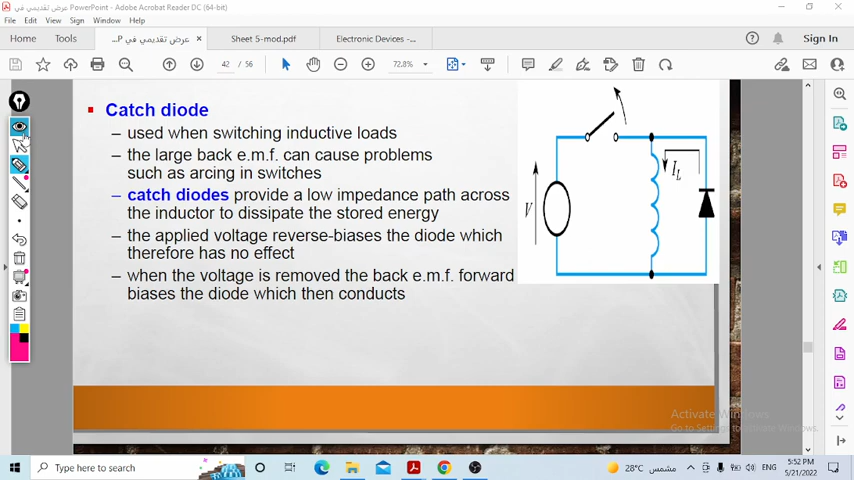 عرض تقديمي في PowerPoint - Adobe Acrobat Reader DC (64-bit)
File Edit View Sign Window Help
Home Tools عرض تقديمي في P... × Sheet 5-mod.pdf Electronic Devices -... Sign In
42 / 56 72.8%
Catch diode
– used when switching inductive loads
– the large back e.m.f. can cause problems
such as arcing in switches
– catch diodes provide a low impedance path across
the inductor to dissipate the stored energy
– the applied voltage reverse-biases the diode which
therefore has no effect
– when the voltage is removed the back e.m.f. forward
biases the diode which then conducts
V
I_L
Activate Windows
Go to Settings to activate Windows.
Type here to search
28°C مشمس ENG 5:52 PM
5/21/2022